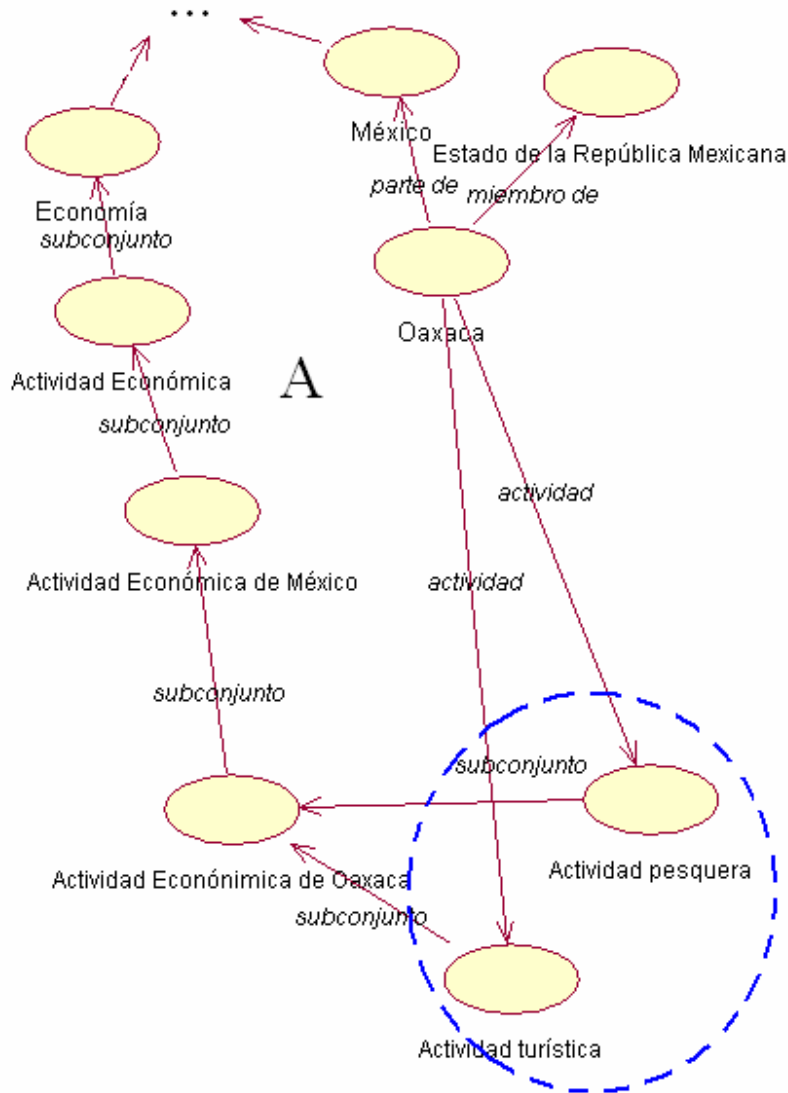 ...
México
Estado de la República Mexicana
parte de
miembro de
Economía
subconjunto
Oaxaca
Actividad Económica
A
subconjunto
actividad
Actividad Económica de México
actividad
subconjunto
subconjunto
Actividad pesquera
Actividad Econónimica de Oaxaca
subconjunto
Actividad turística